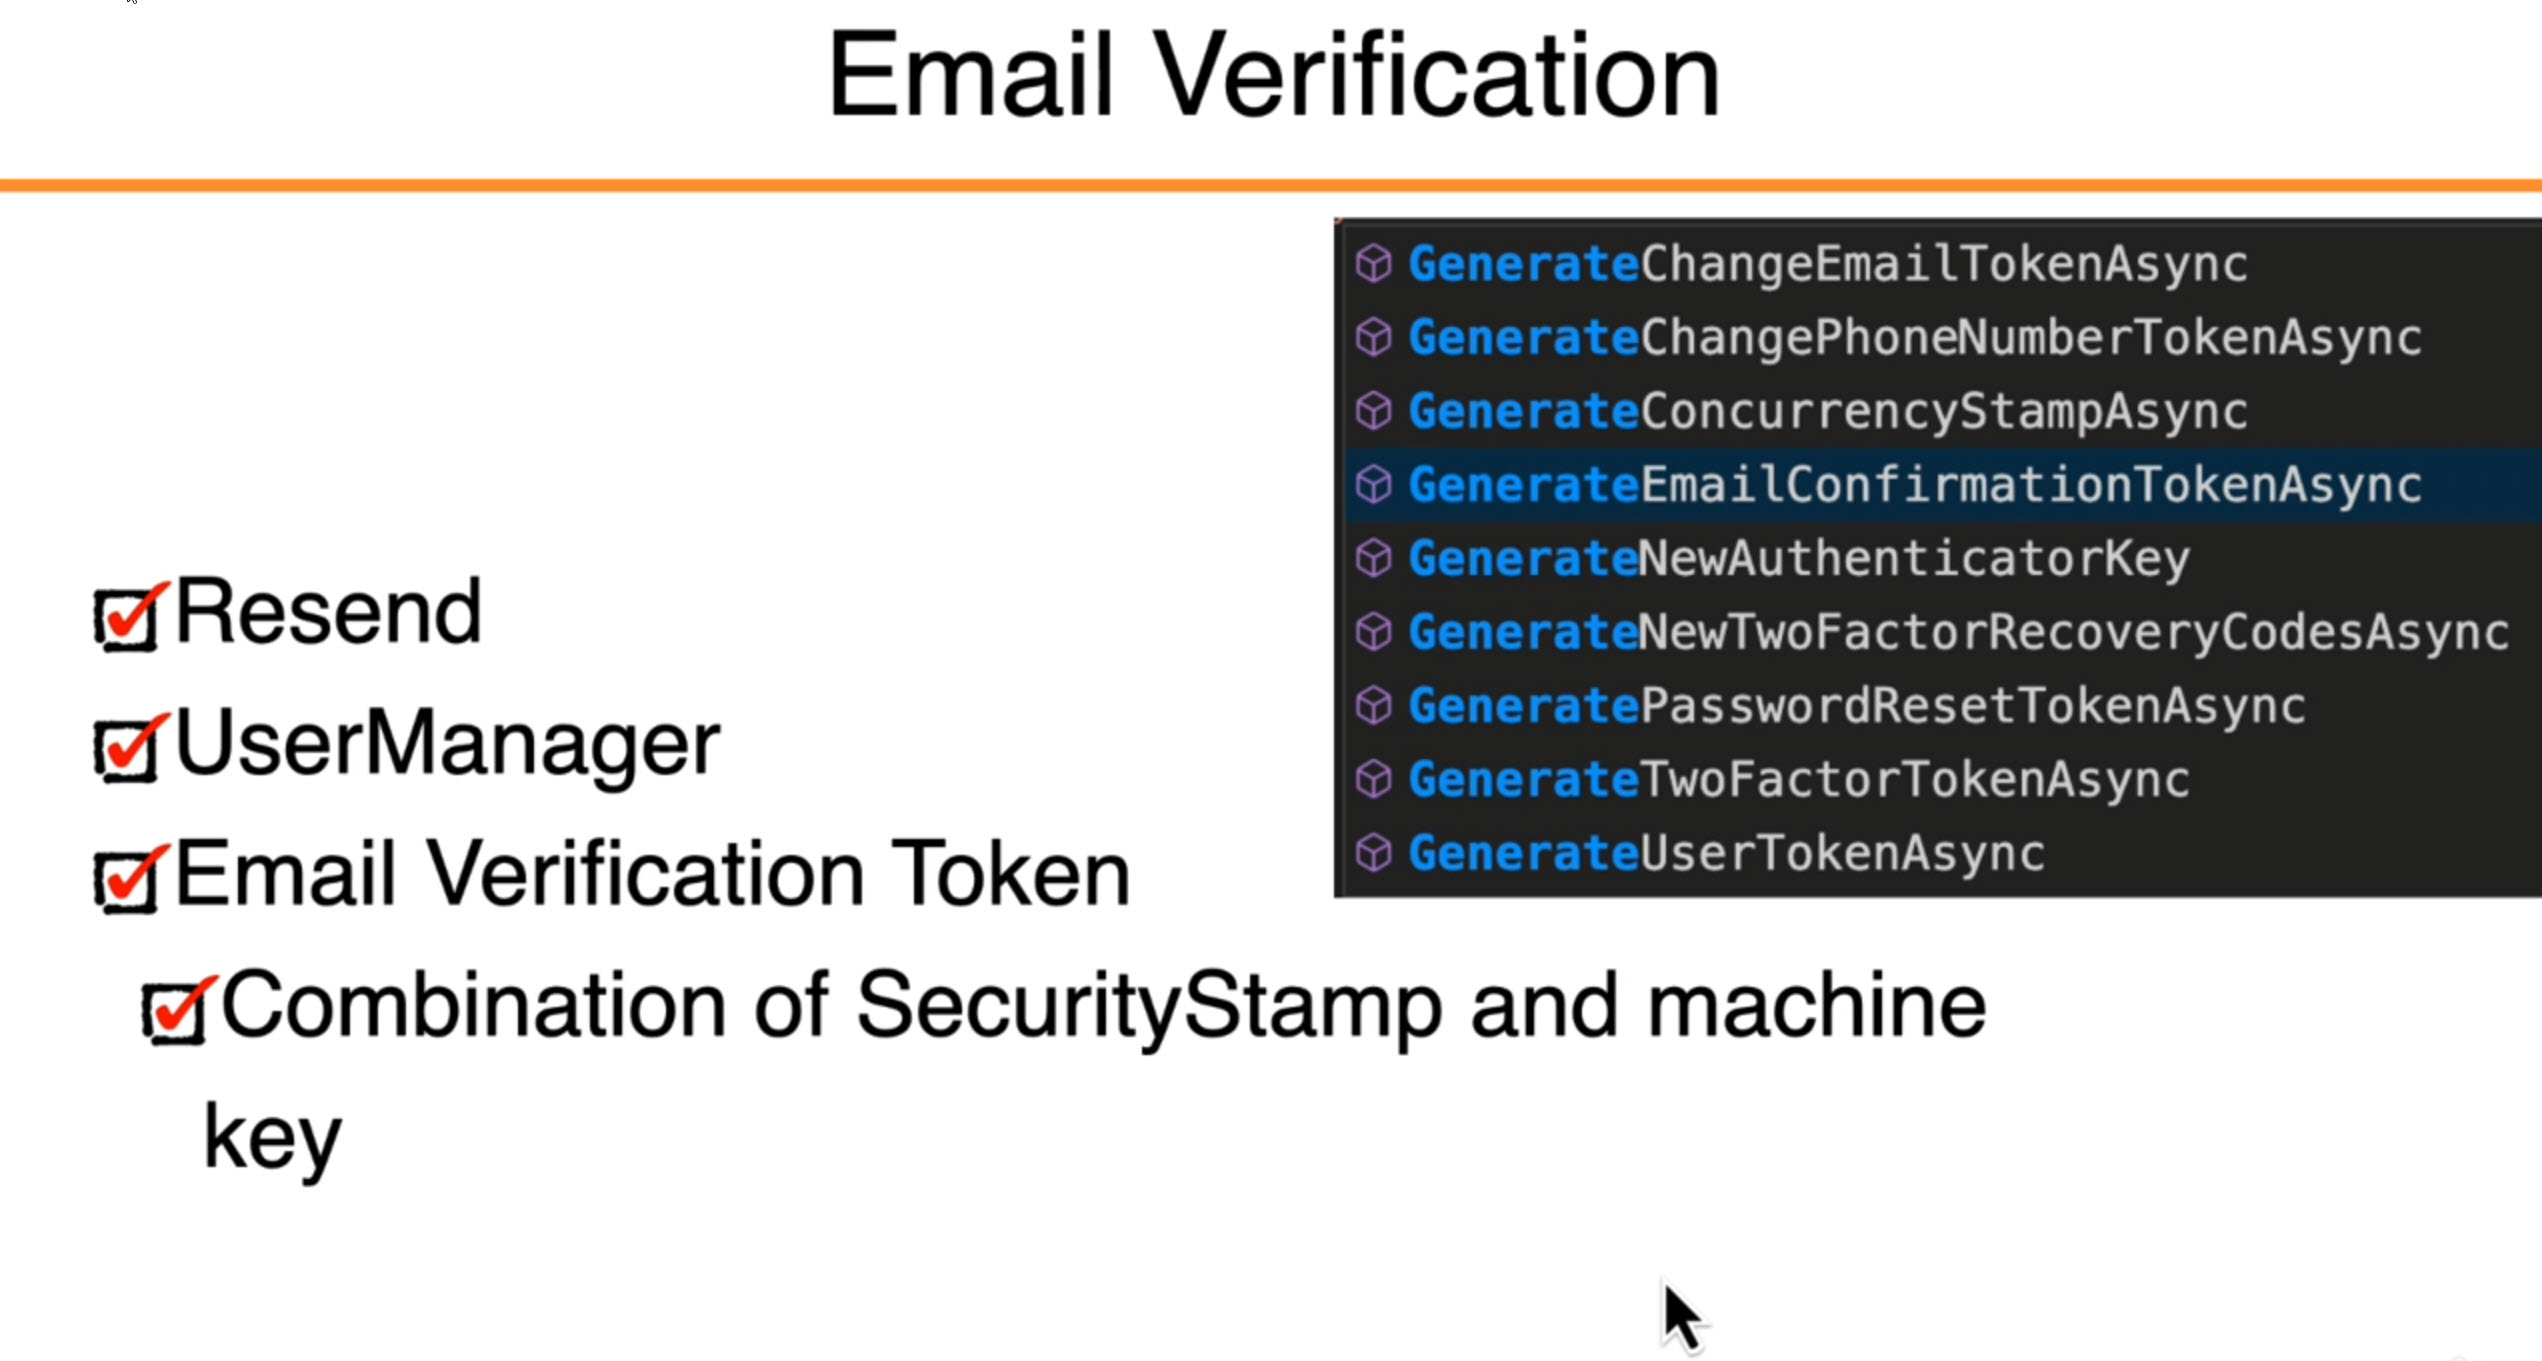 Email Verification
GenerateChangeEmailTokenAsync
GenerateChangePhoneNumberTokenAsync
GenerateConcurrencyStampAsync
GenerateEmailConfirmationTokenAsync
GenerateNewAuthenticatorKey
GenerateNewTwoFactorRecoveryCodesAsync
GeneratePasswordResetTokenAsync
GenerateTwoFactorTokenAsync
GenerateUserTokenAsync
Resend
UserManager
Email Verification Token
Combination of SecurityStamp and machine
key